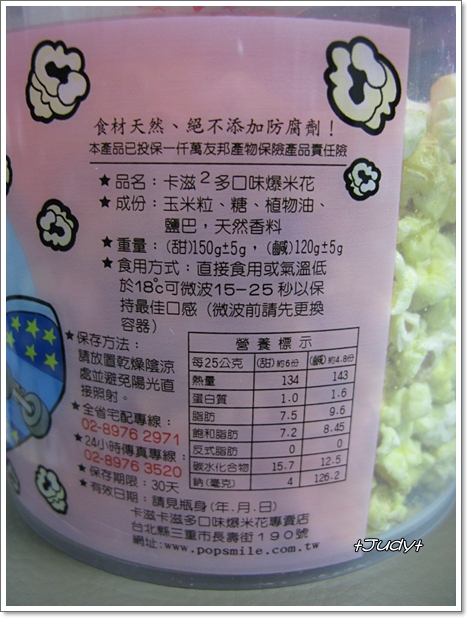 食材天然、絕不添加防腐劑！
本產品已投保一仟萬友邦產物保險產品責任險
★品名：卡滋2多口味爆米花
★成份：玉米粒、糖、植物油、
鹽巴，天然香料
★重量：(甜)150g±5g，(鹹)120g±5g
★食用方式：直接食用或氣溫低
於18°c可微波15-25秒以保
持最佳口感（微波前請先更換
容器）
★保存方法：
請放置乾燥陰涼
處並避免陽光直
接照射。
★全省宅配專線：
02-8976 2971
★24小時傳真專線：
02-8976 3520
★保存期限：30天
★有效日期：請見瓶身(年.月.日)
營養標示
每25公克 (甜)約6份 (鹹)約4.8份
熱量 134 143
蛋白質 1.0 1.6
脂肪 7.5 9.6
飽和脂肪 7.2 8.45
反式脂肪 0 0
碳水化合物 15.7 12.5
鈉(毫克) 4 126.2
卡滋卡滋多口味爆米花專賣店
台北縣三重市長壽街190號
網址:www.popsmile.com.tw
+Judy+